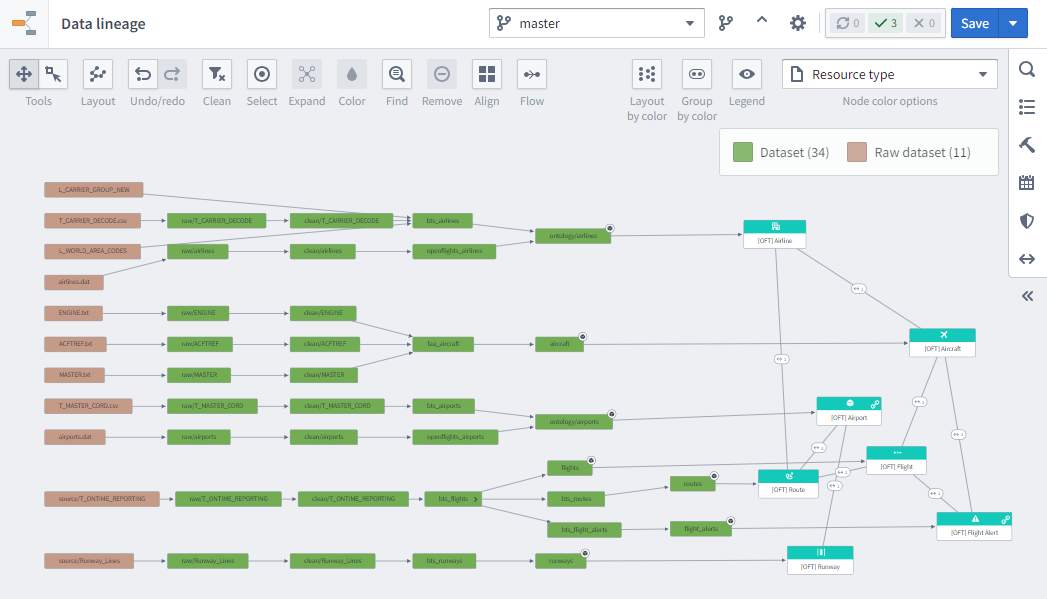 Data lineage
master
0
3
0
Save
Tools
Layout
Undo/redo
Clean
Select
Expand
Color
Find
Remove
Align
Flow
Layout by color
Group by color
Legend
Resource type
Node color options
Dataset (34)
Raw dataset (11)
L_CARRIER_GROUP_NEW
T_CARRIER_DECODE.csv
raw/T_CARRIER_DECODE
clean/T_CARRIER_DECODE
bts_airlines
ontology/airlines
[OFT] Airline
L_WORLD_AREA_CODES
raw/airlines
clean/airlines
openflights_airlines
airlines.dat
ENGINE.txt
raw/ENGINE
clean/ENGINE
ACFTREF.txt
raw/ACFTREF
clean/ACFTREF
faa_aircraft
aircraft
[OFT] Aircraft
MASTER.txt
raw/MASTER
clean/MASTER
T_MASTER_CORD.csv
raw/T_MASTER_CORD
clean/T_MASTER_CORD
bts_airports
ontology/airports
[OFT] Airport
airports.dat
raw/airports
clean/airports
openflights_airports
flights
[OFT] Flight
source/T_ONTIME_REPORTING
raw/T_ONTIME_REPORTING
clean/T_ONTIME_REPORTING
bts_flights
bts_routes
routes
[OFT] Route
bts_flight_alerts
flight_alerts
[OFT] Flight Alert
source/Runway_Lines
raw/Runway_Lines
clean/Runway_Lines
bts_runways
runways
[OFT] Runway